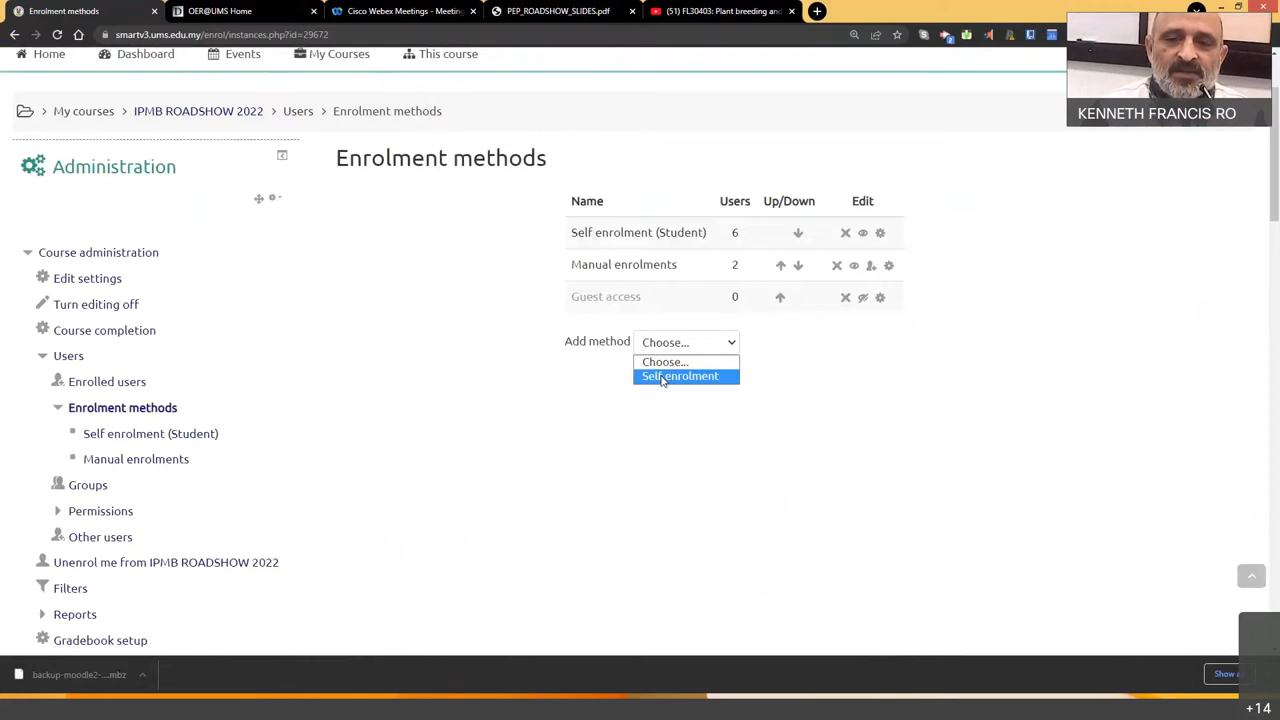 Enrolment methods
OER@UMS Home
Cisco Webex Meetings - Meeting
PEP_ROADSHOW_SLIDES.pdf
(51) FL30403: Plant breeding and
smartv3.ums.edu.my/enrol/instances.php?id=29672
Home
Dashboard
Events
My Courses
This course
KENNETH FRANCIS RO
My courses > IPMB ROADSHOW 2022 > Users > Enrolment methods
Administration
Enrolment methods
Name Users Up/Down Edit
Self enrolment (Student) 6
Manual enrolments 2
Guest access 0
Add method Choose...
Choose...
Self enrolment
Course administration
Edit settings
Turn editing off
Course completion
Users
Enrolled users
Enrolment methods
Self enrolment (Student)
Manual enrolments
Groups
Permissions
Other users
Unenrol me from IPMB ROADSHOW 2022
Filters
Reports
Gradebook setup
backup-moodle2-....mbz
Show
+14